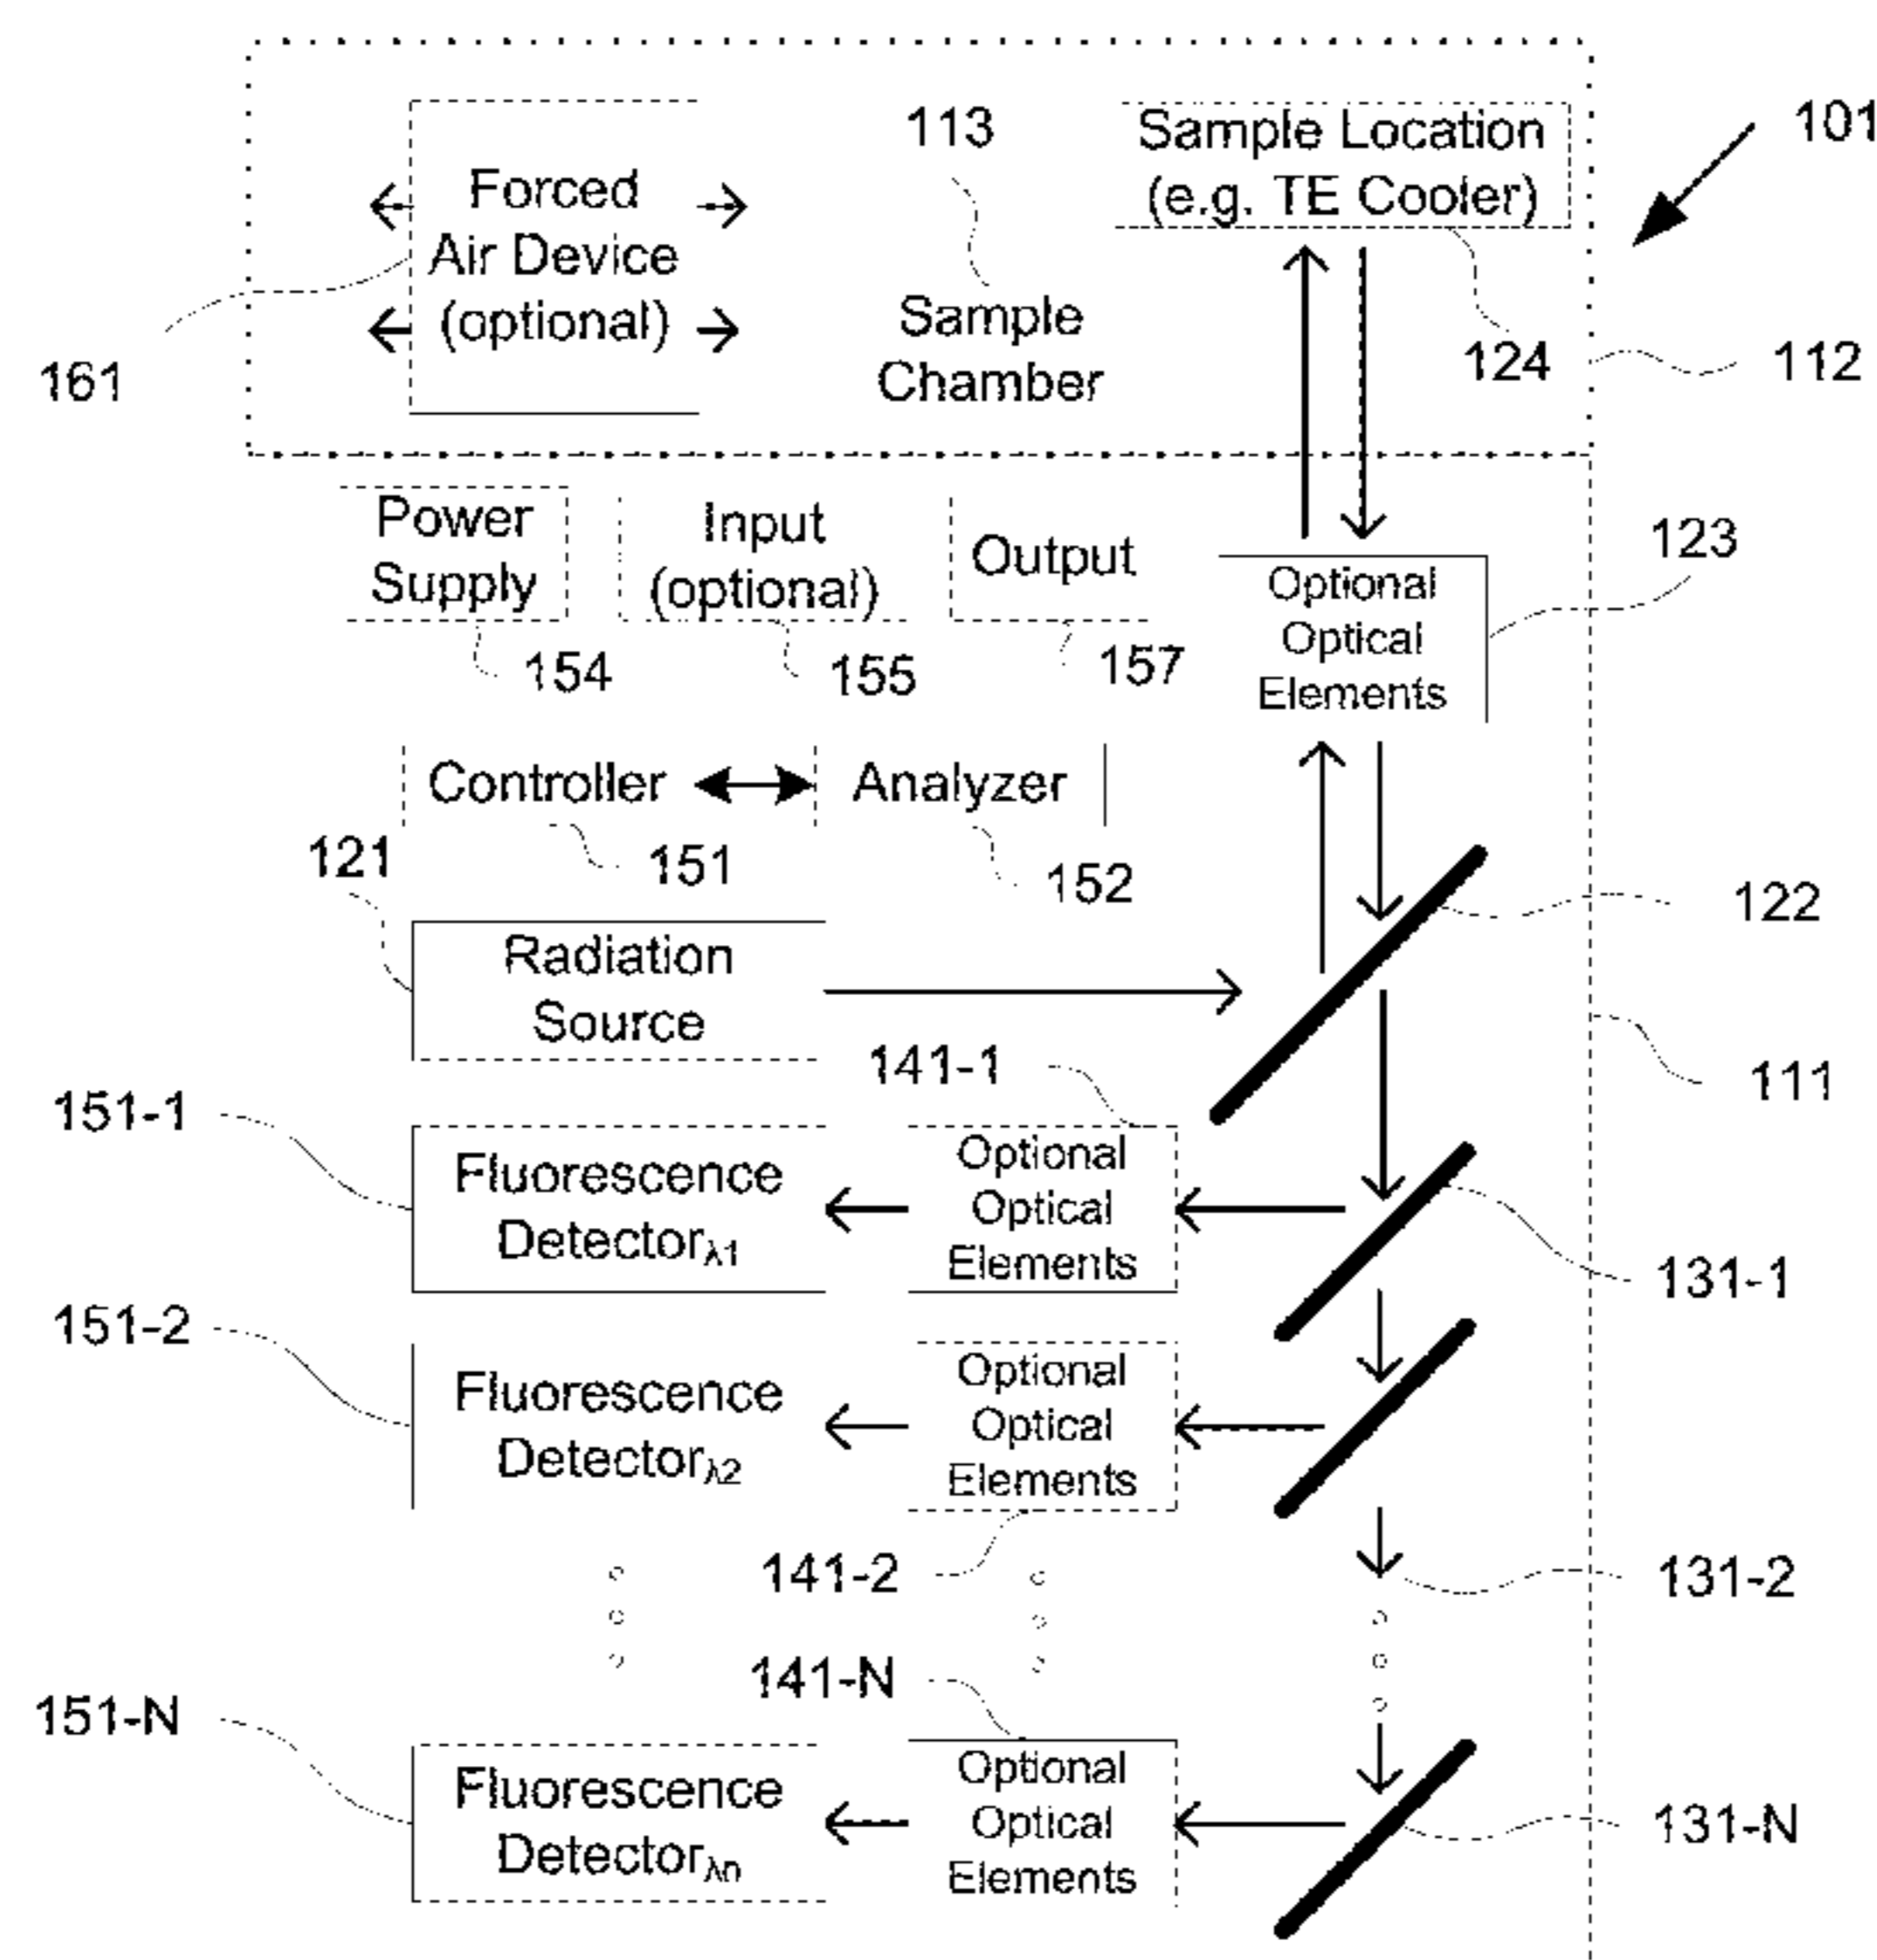 113
Sample Location
(e.g. TE Cooler)
101
Forced
Air Device
(optional)
Sample
Chamber
161
124
112
Power
Supply
Input
(optional)
Output
123
Optional
Optical
Elements
154
155
157
Controller
Analyzer
121
151
152
122
Radiation
Source
141-1
111
151-1
Fluorescence
Detectorλ1
Optional
Optical
Elements
131-1
151-2
Fluorescence
Detectorλ2
Optional
Optical
Elements
141-2
131-2
141-N
151-N
Fluorescence
Detectorλn
Optional
Optical
Elements
131-N